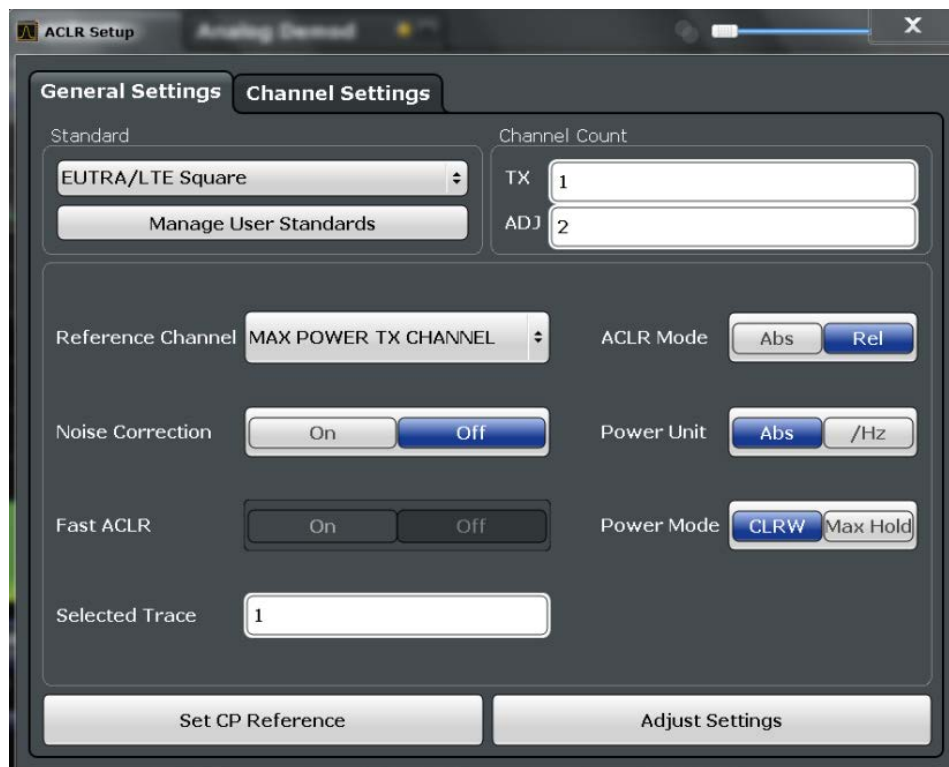 ACLR Setup
Analog Demod
X
General Settings
Channel Settings
Standard
EUTRA/LTE Square
Manage User Standards
Channel Count
TX 1
ADJ 2
Reference Channel MAX POWER TX CHANNEL
ACLR Mode Abs Rel
Noise Correction On Off
Power Unit Abs /Hz
Fast ACLR On Off
Power Mode CLRW Max Hold
Selected Trace 1
Set CP Reference
Adjust Settings